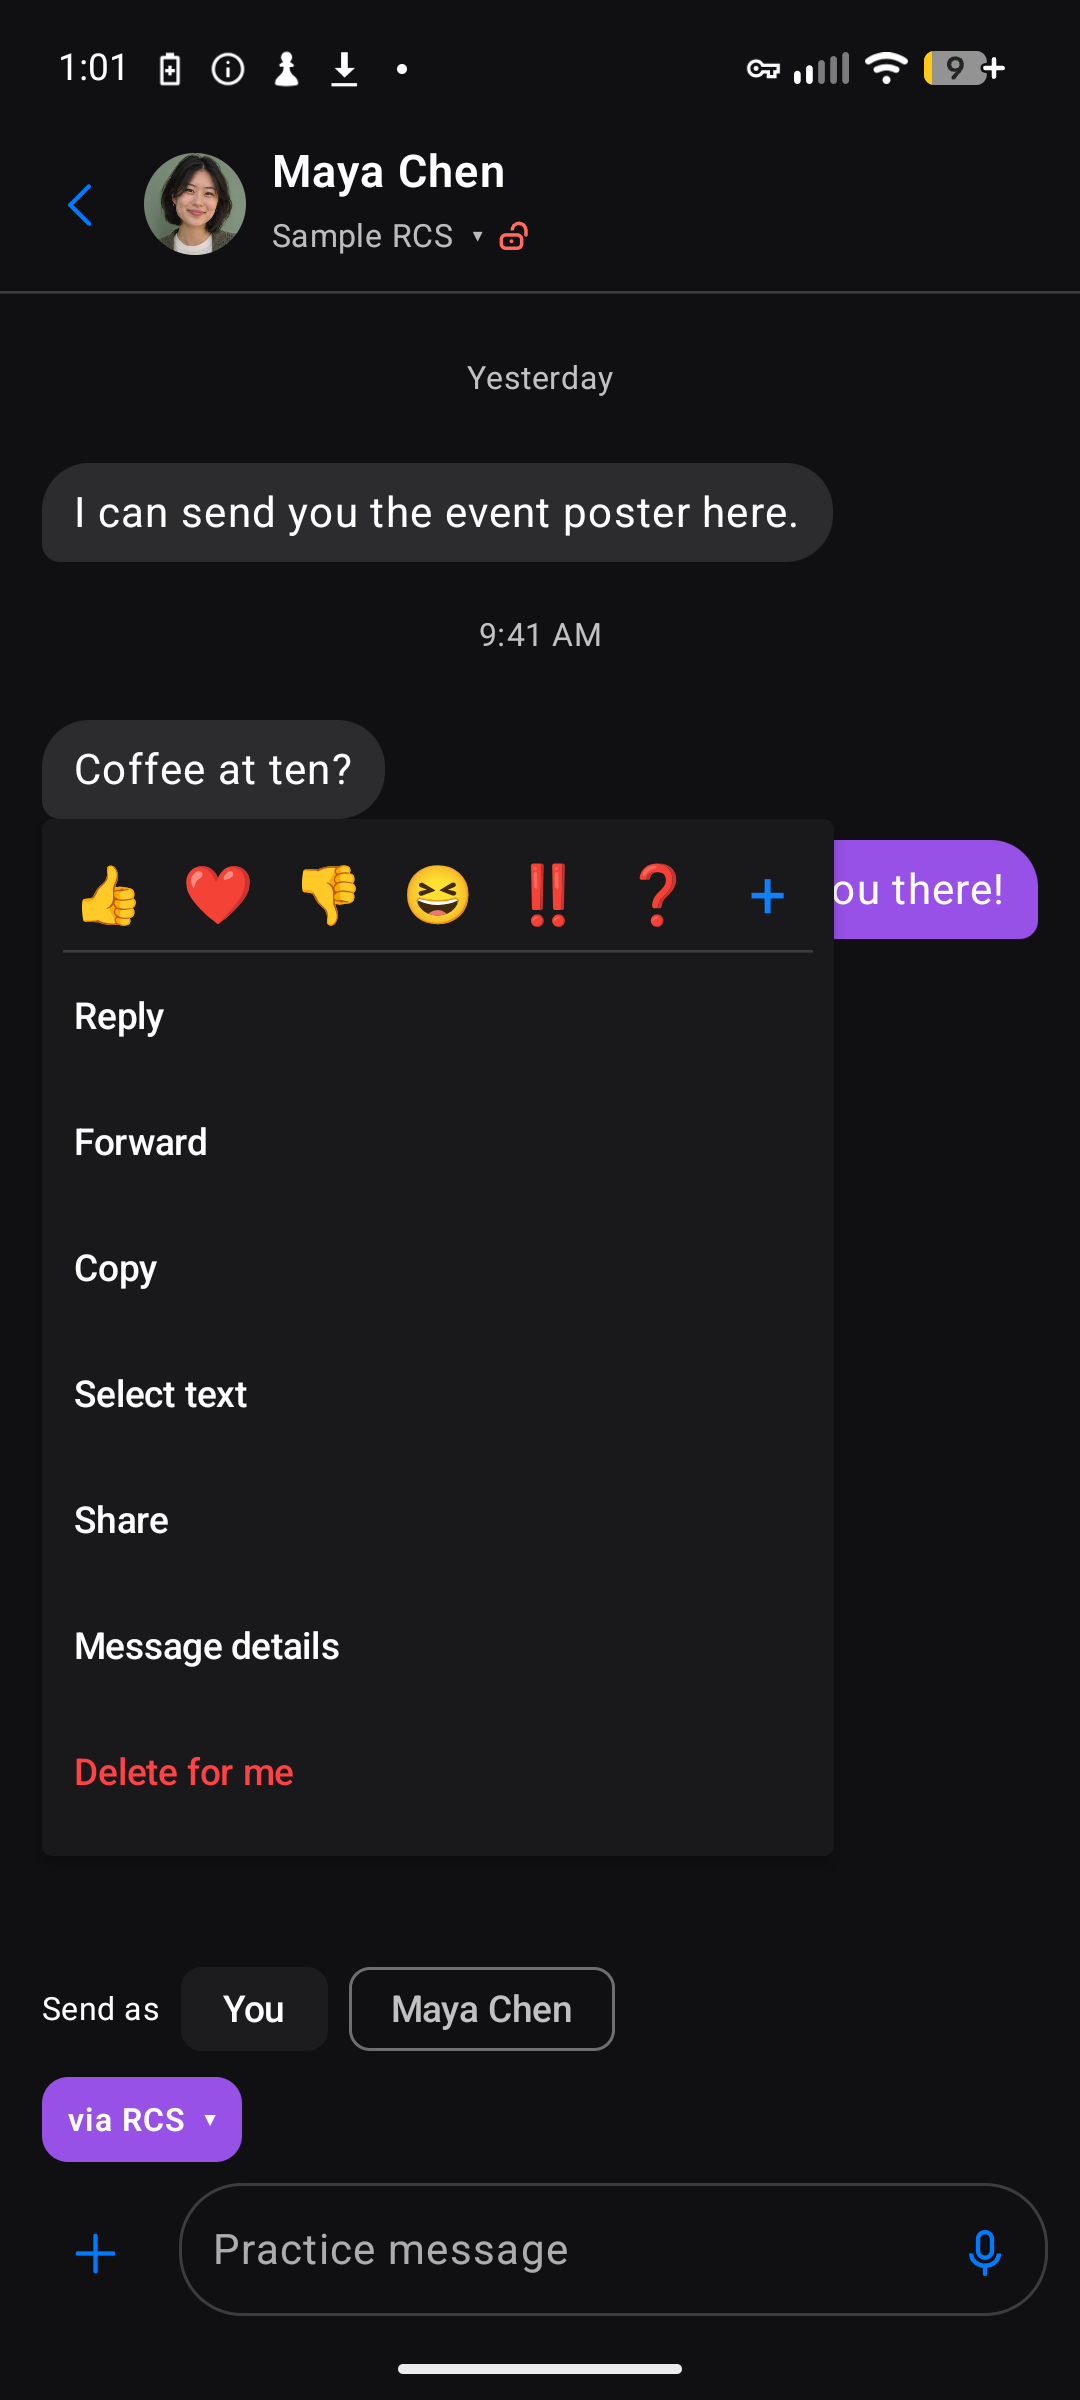 1:01
9
Maya Chen
Sample RCS
Yesterday
I can send you the event poster here.
9:41 AM
Coffee at ten?
ou there!
Reply
Forward
Copy
Select text
Share
Message details
Delete for me
Send as You Maya Chen
via RCS
Practice message